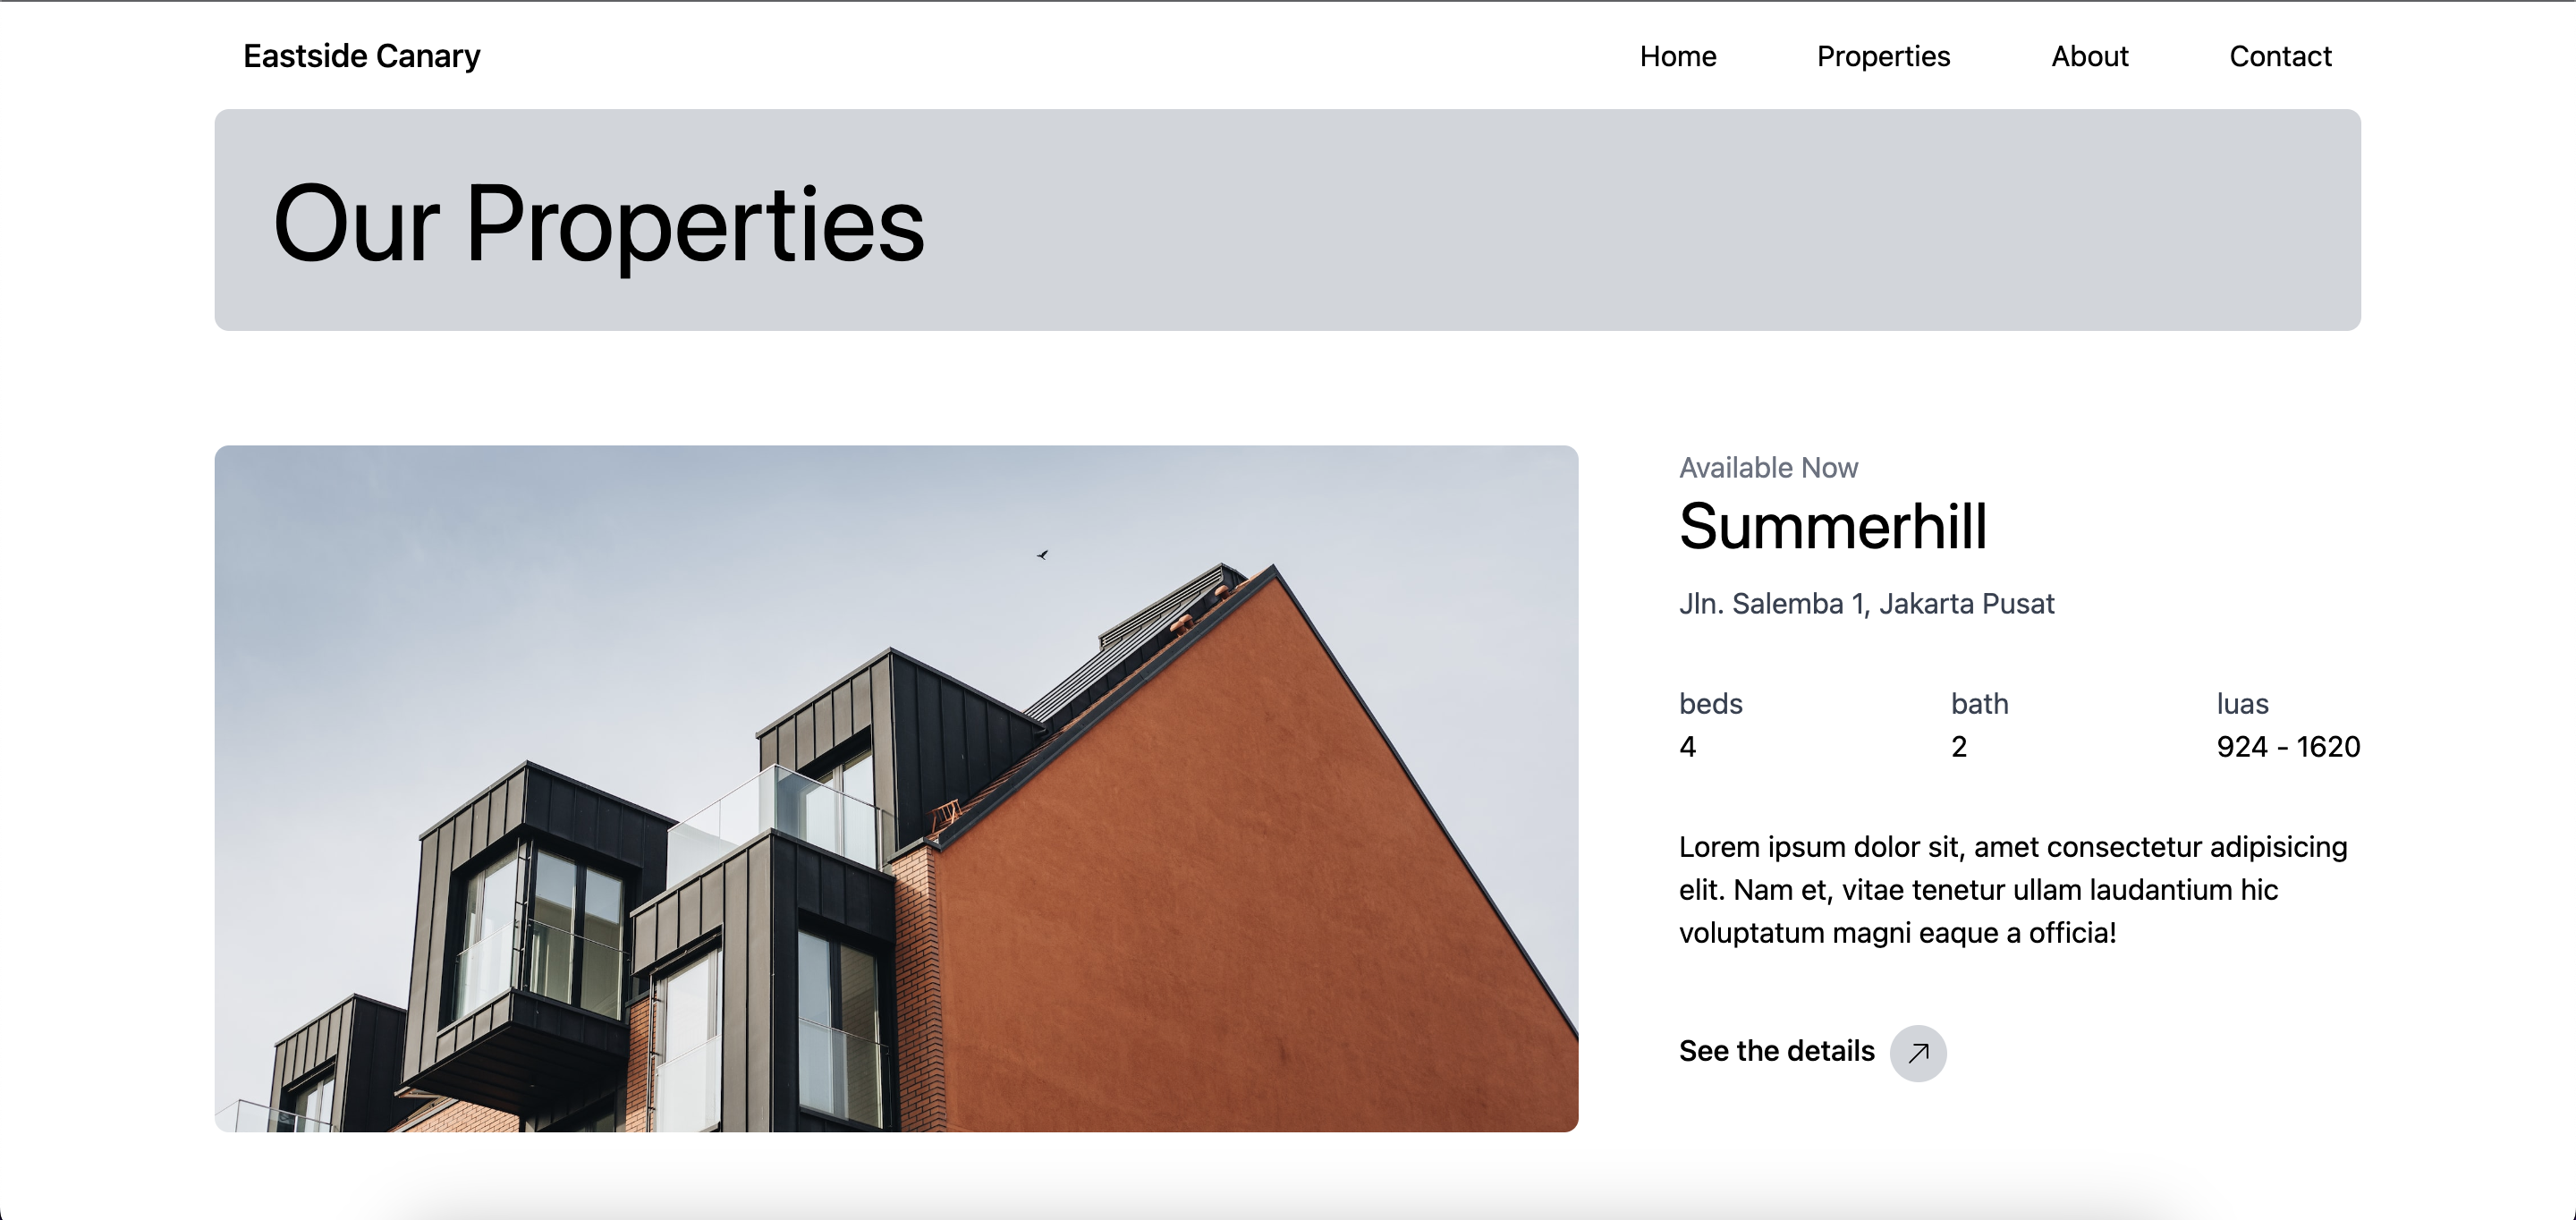 Eastside Canary
Home Properties About Contact
Our Properties
Available Now
Summerhill
Jln. Salemba 1, Jakarta Pusat
beds bath luas
4 2 924 - 1620
Lorem ipsum dolor sit, amet consectetur adipisicing
elit. Nam et, vitae tenetur ullam laudantium hic
voluptatum magni eaque a officia!
See the details